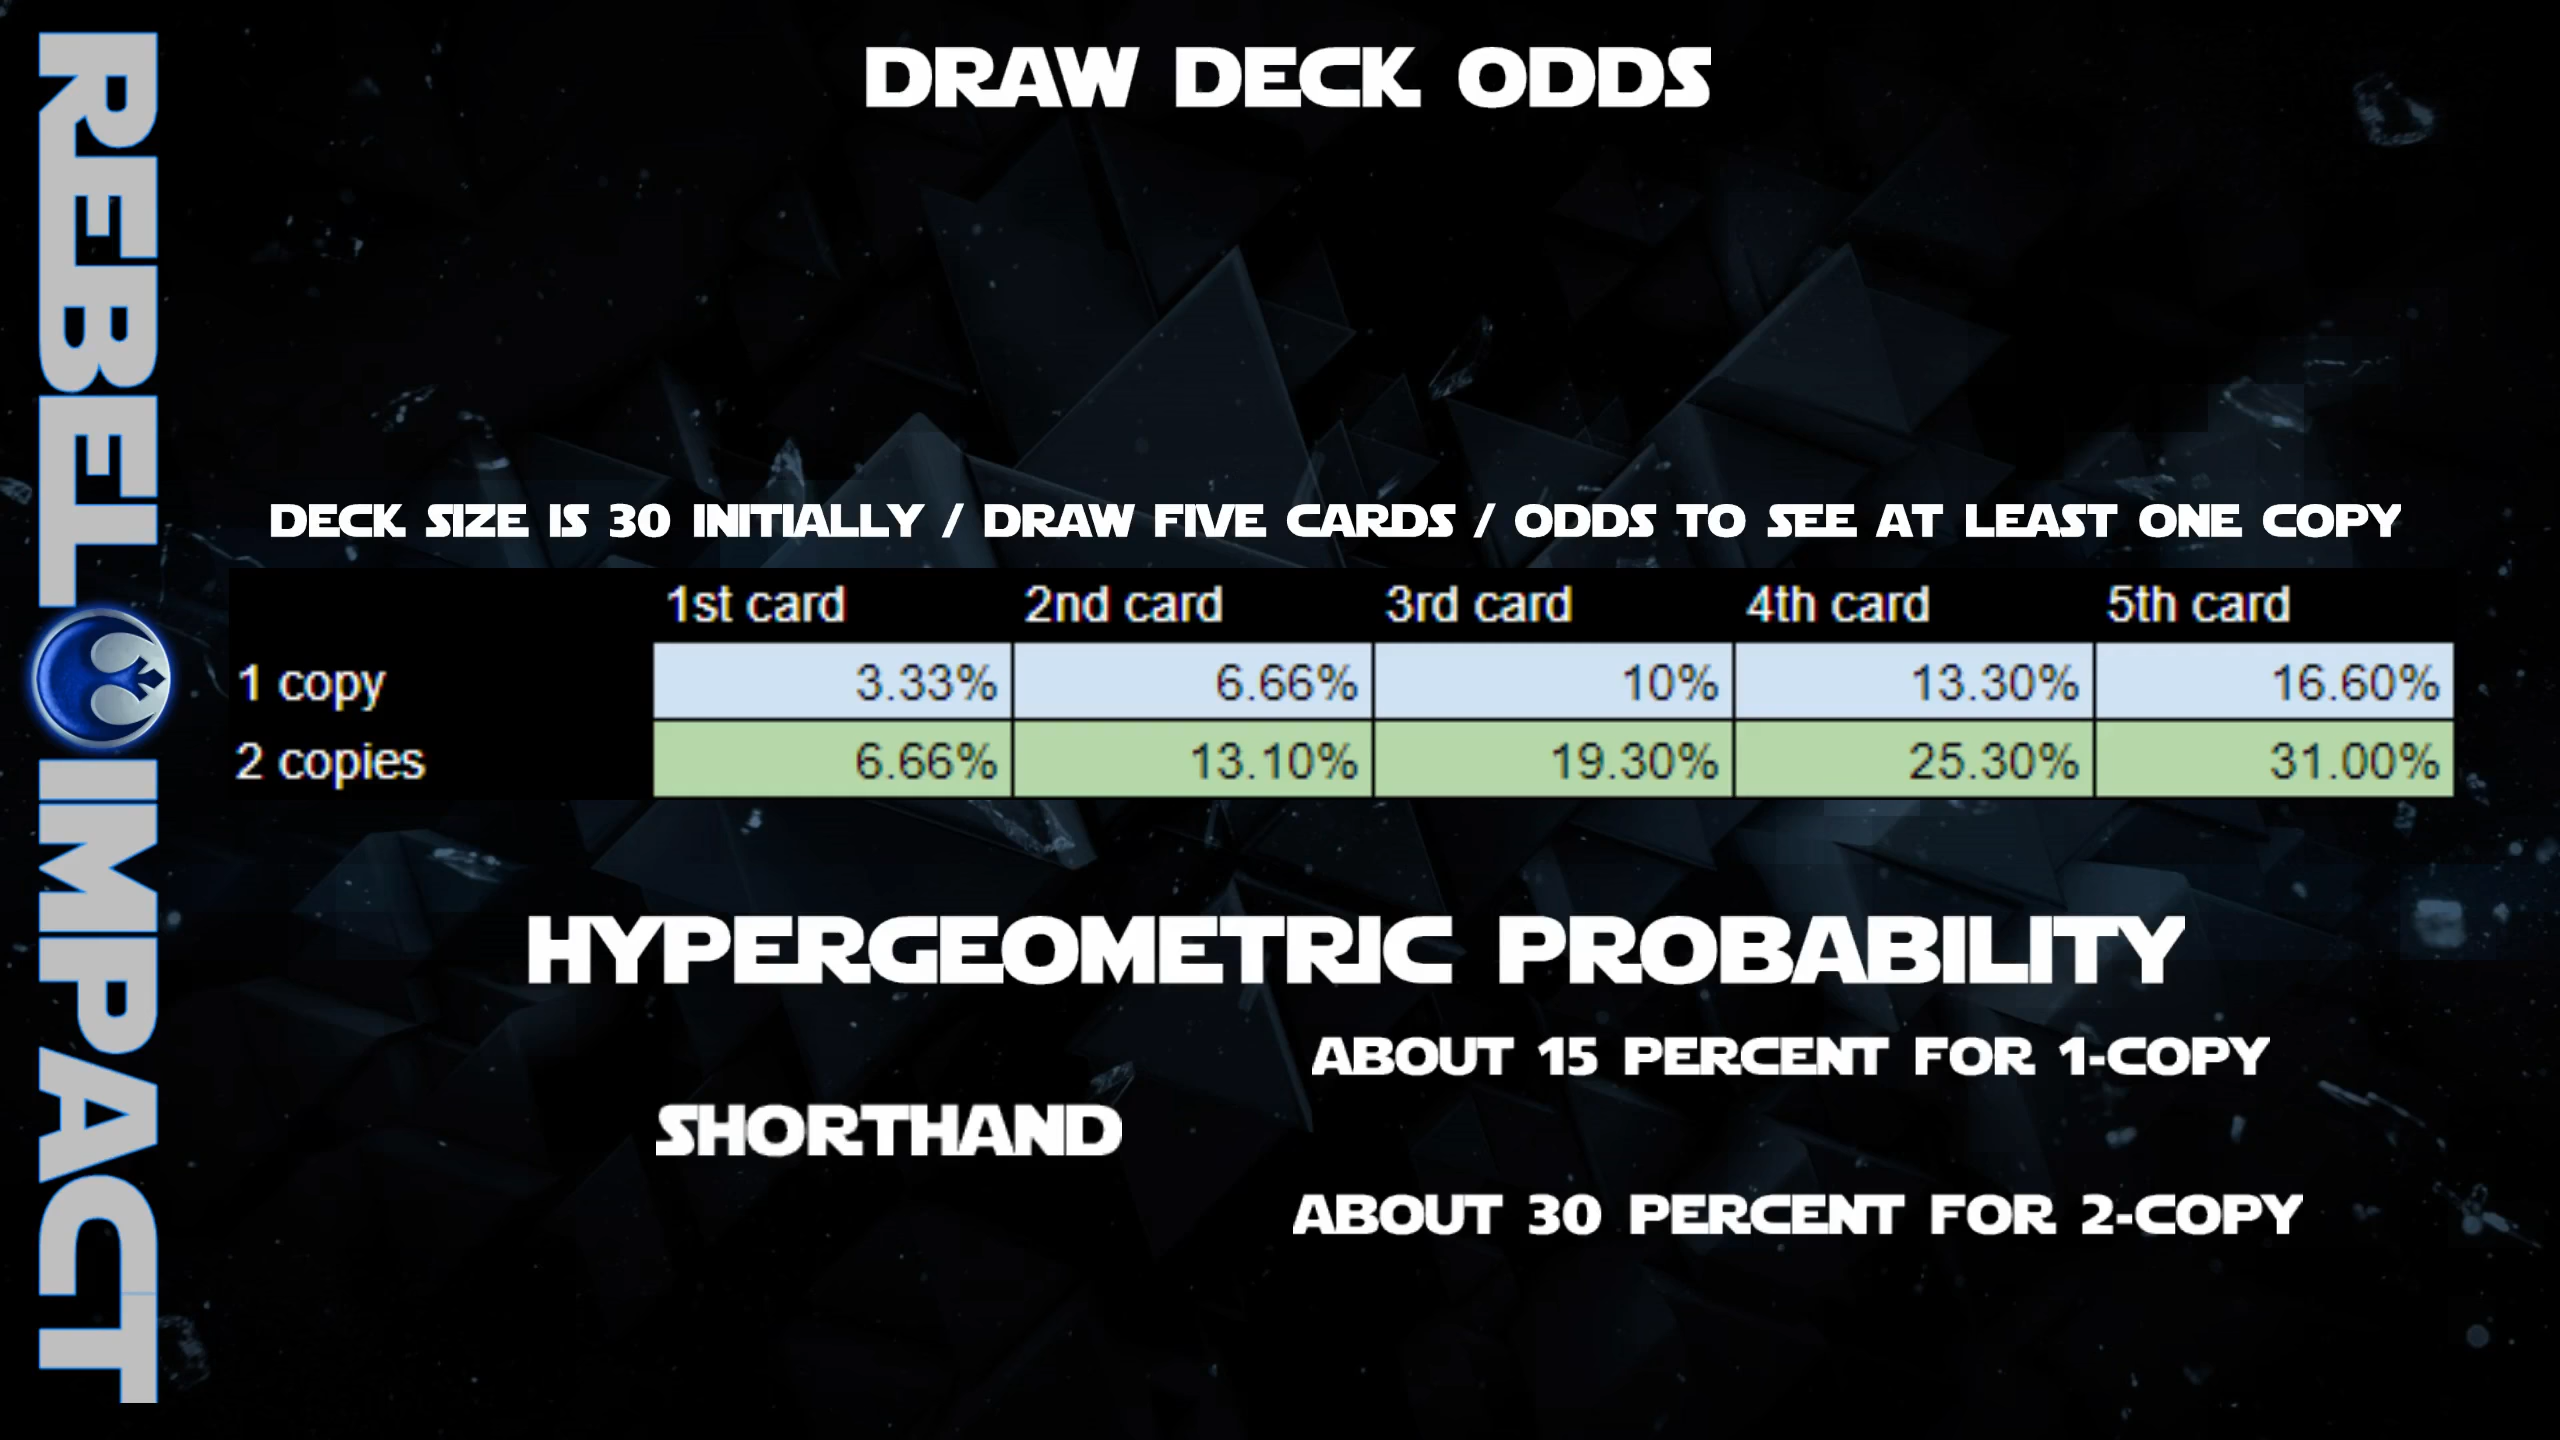 DRAW DECK ODDS
REBEL IMPACT
DECK SIZE IS 30 INITIALLY / DRAW FIVE CARDS / ODDS TO SEE AT LEAST ONE COPY
1st card 2nd card 3rd card 4th card 5th card
1 copy 3.33% 6.66% 10% 13.30% 16.60%
2 copies 6.66% 13.10% 19.30% 25.30% 31.00%
HYPERGEOMETRIC PROBABILITY
ABOUT 15 PERCENT FOR 1-COPY
SHORTHAND
ABOUT 30 PERCENT FOR 2-COPY